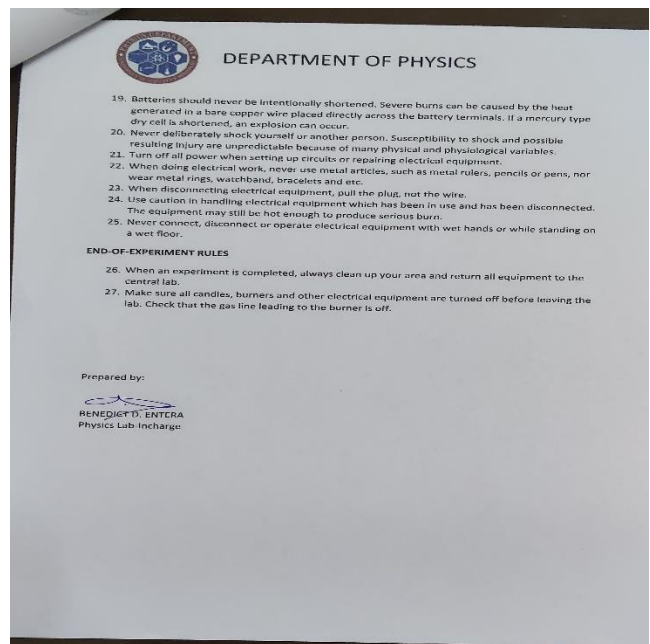 DEPARTMENT OF PHYSICS
19. Batteries should never be intentionally shortened. Severe burns can be caused by the heat
generated in a bare copper wire placed directly across the battery terminals. If a mercury type
dry cell is shortened, an explosion can occur.
20. Never deliberately shock yourself or another person. Susceptibility to shock and possible
resulting injury are unpredictable because of many physical and physiological variables.
21. Turn off all power when setting up circuits or repairing electrical equipment.
22. When doing electrical work, never use metal articles, such as metal rulers, pencils or pens, nor
wear metal rings, watchband, bracelets and etc.
23. When disconnecting electrical equipment, pull the plug, not the wire.
24. Use caution in handling electrical equipment which has been in use and has been disconnected.
The equipment may still be hot enough to produce serious burn.
25. Never connect, disconnect or operate electrical equipment with wet hands or while standing on
a wet floor.
END-OF-EXPERIMENT RULES
26. When an experiment is completed, always clean up your area and return all equipment to the
central lab.
27. Make sure all candles, burners and other electrical equipment are turned off before leaving the
lab. Check that the gas line leading to the burner is off.
Prepared by:
BENEDICT D. ENTERA
Physics Lab Incharge